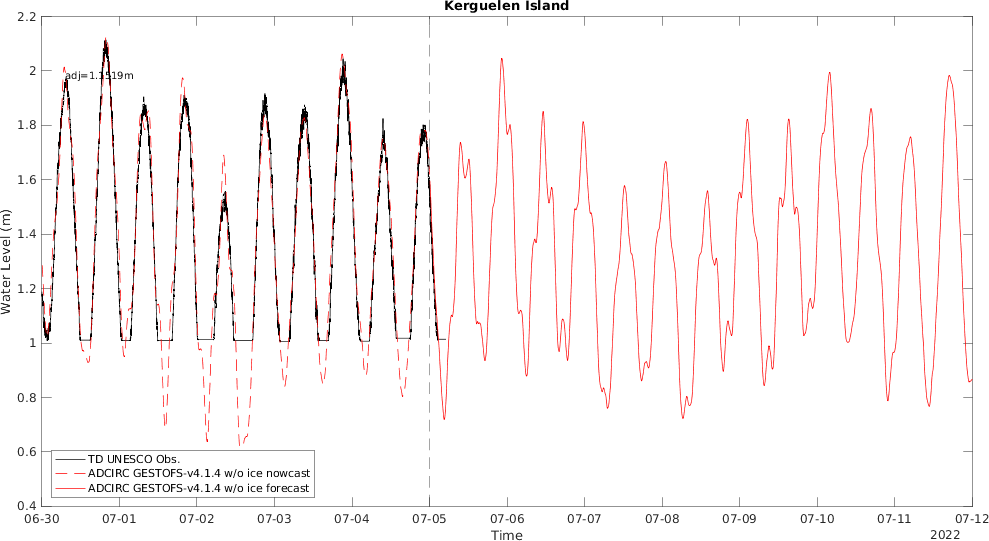 Kerguelen Island
2.2
2
1.8
1.6
1.4
1.2
1
0.8
0.6
0.4
Water Level (m)
adj=1.1519m
TD UNESCO Obs.
ADCIRC GESTOFS-v4.1.4 w/o ice nowcast
ADCIRC GESTOFS-v4.1.4 w/o ice forecast
06-30 07-01 07-02 07-03 07-04 07-05 07-06 07-07 07-08 07-09 07-10 07-11 07-12
Time
2022